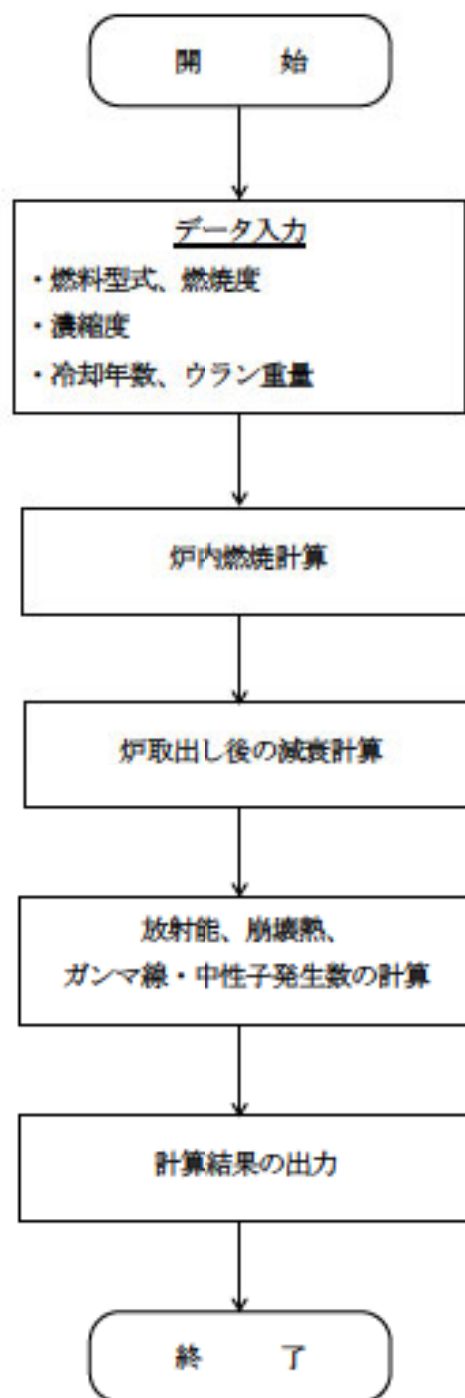 開　始
データ入力
・燃料型式、燃焼度
・濃縮度
・冷却年数、ウラン重量
炉内燃焼計算
炉取出し後の減衰計算
放射能、崩壊熱、
ガンマ線・中性子発生数の計算
計算結果の出力
終　了